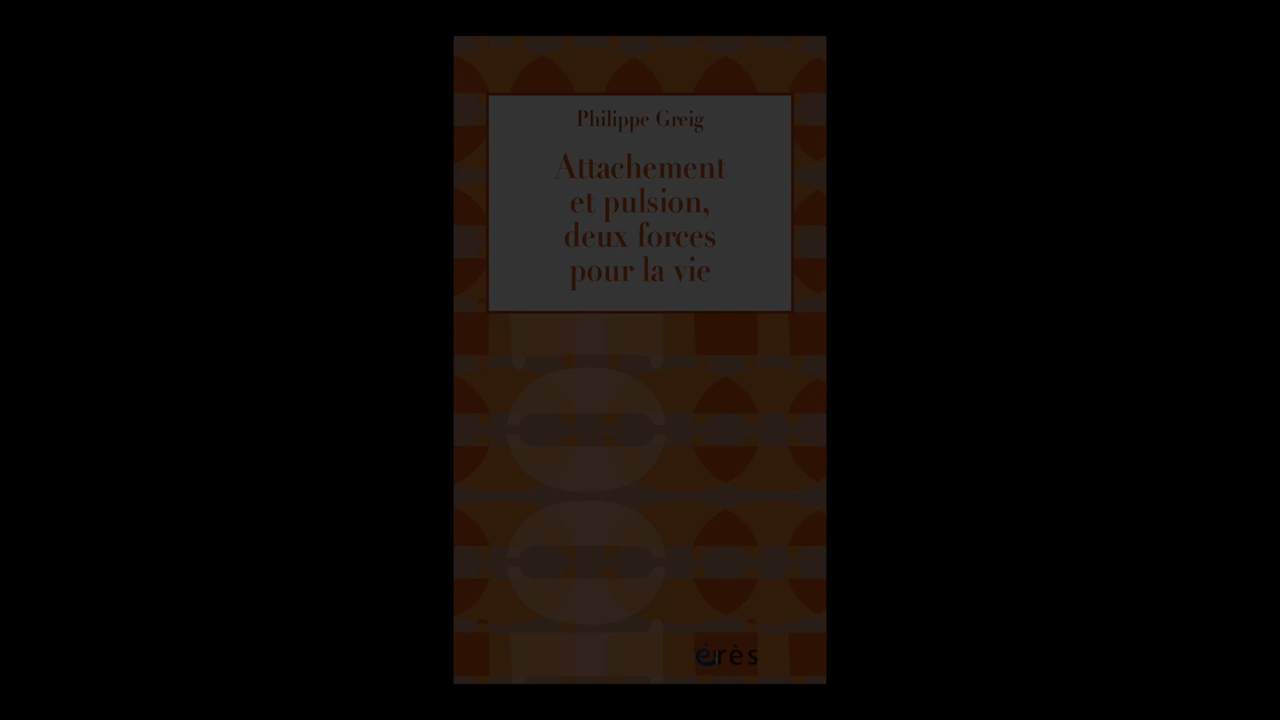 Philippe Greig
Attachement
et pulsion,
deux forces
pour la vie
érès